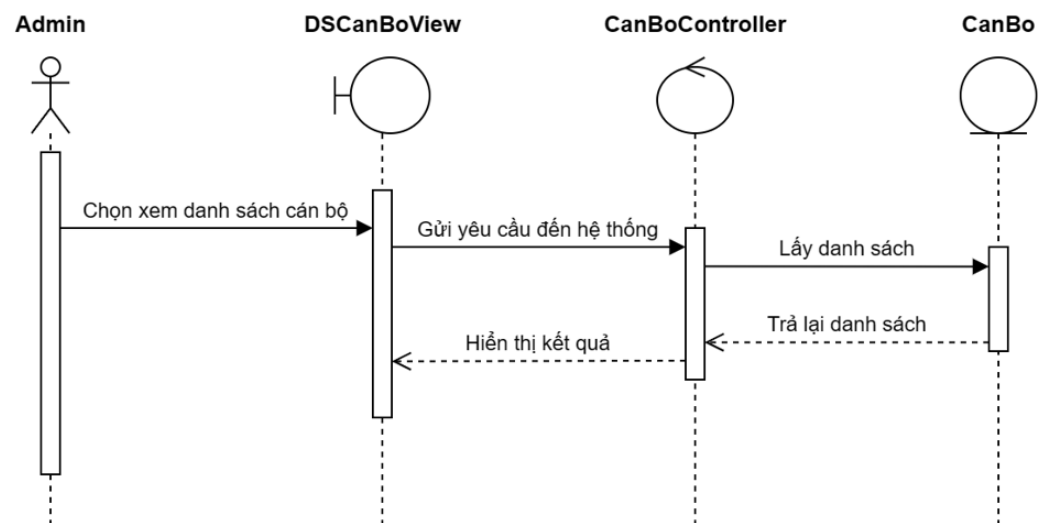 Admin
DSCanBoView
CanBoController
CanBo
Chọn xem danh sách cán bộ
Gửi yêu cầu đến hệ thống
Lấy danh sách
Trả lại danh sách
Hiển thị kết quả